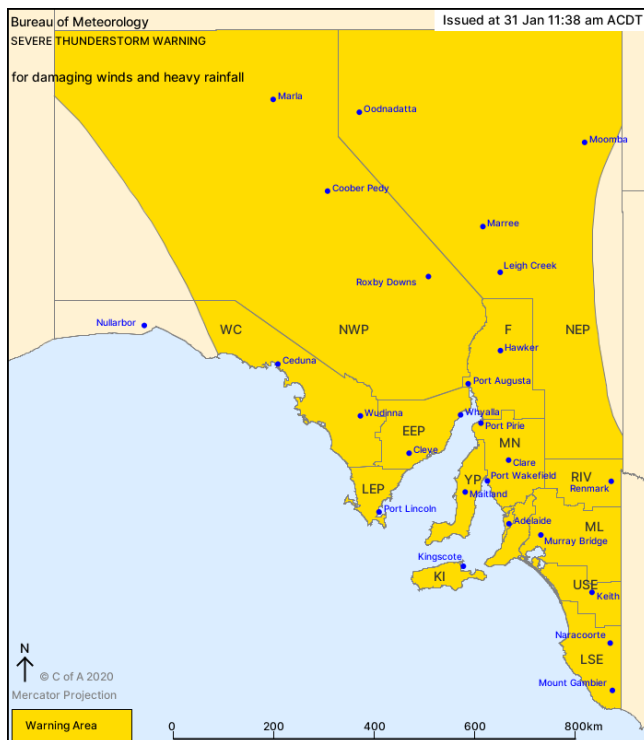 Bureau of Meteorology
Issued at 31 Jan 11:38 am ACDT
SEVERE THUNDERSTORM WARNING
for damaging winds and heavy rainfall
Marla
Oodnadatta
Moomba
Coober Pedy
Marree
Leigh Creek
Roxby Downs
Nullarbor
WC
NWP
F
NEP
Hawker
Ceduna
Port Augusta
Wudinna
Whyalla
Port Pirie
EEP
MN
Cleve
Clare
LEP
YP
Port Wakefield
RIV
Renmark
Maitland
Port Lincoln
Adelaide
ML
Murray Bridge
Kingscote
KI
USE
Keith
Naracoorte
LSE
Mount Gambier
N
© C of A 2020
Mercator Projection
Warning Area
0 200 400 600 800km